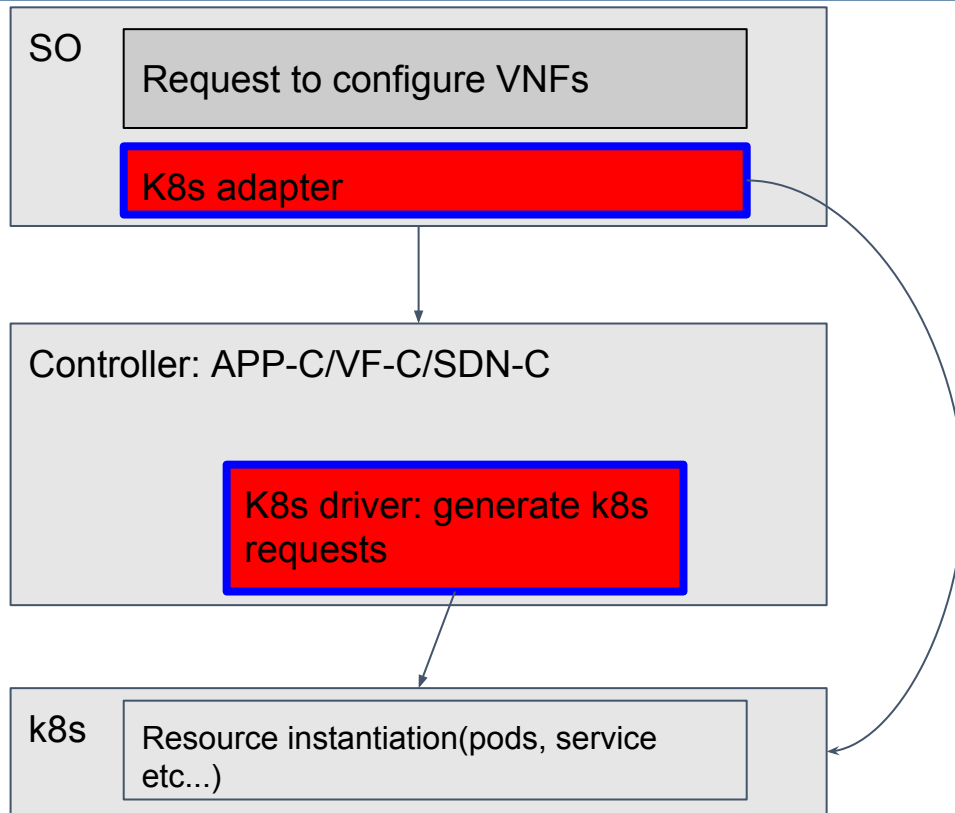 SO
Request to configure VNFs
K8s adapter
Controller: APP-C/VF-C/SDN-C
K8s driver: generate k8s
requests
k8s
Resource instantiation(pods, service
etc...)